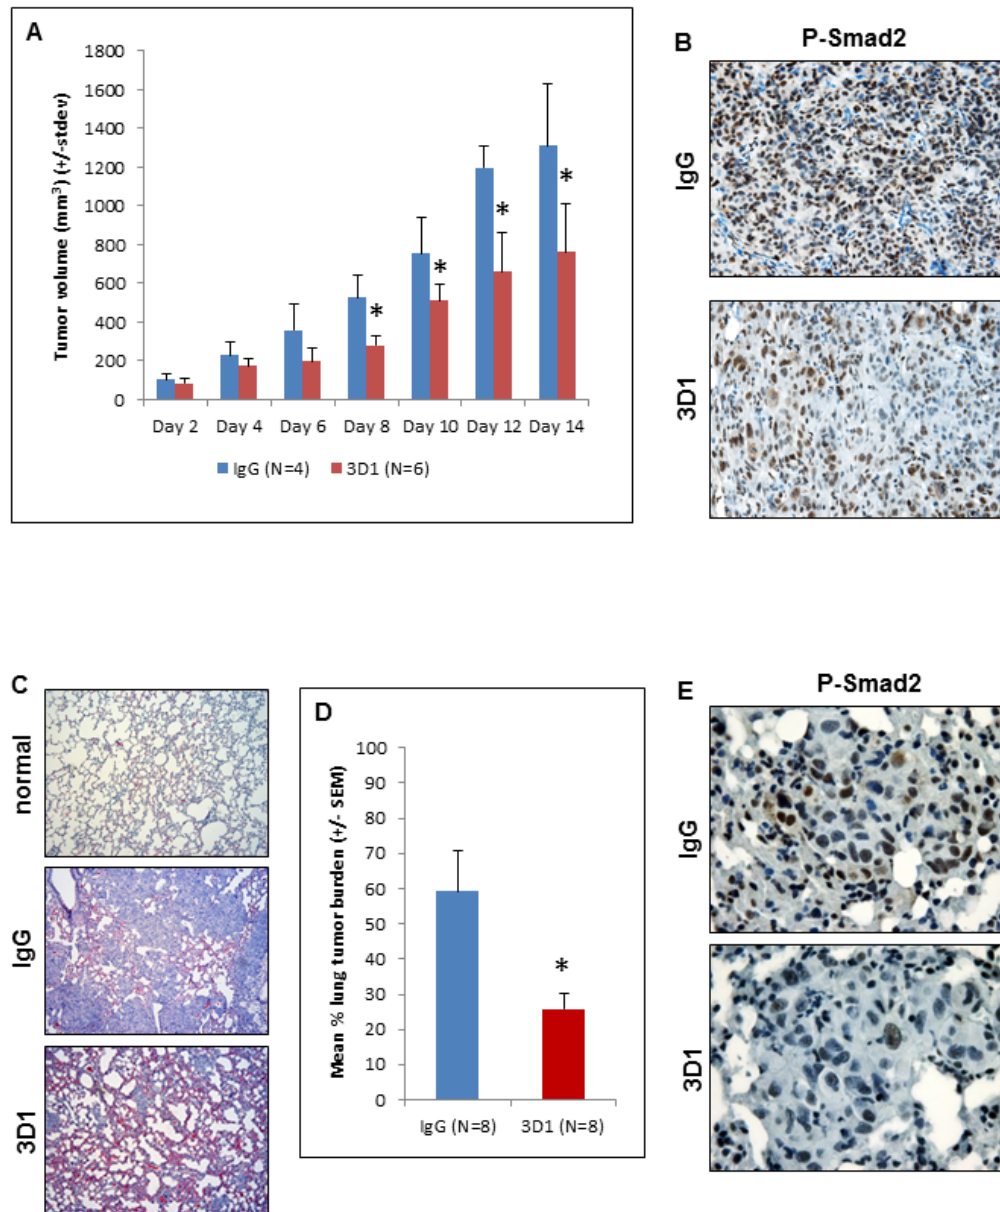 A
Tumor volume (mm³) (+/-stdev)
1800
1600
1400
1200
1000
800
600
400
200
0
*
*
*
*
Day 2 Day 4 Day 6 Day 8 Day 10 Day 12 Day 14
IgG (N=4) 3D1 (N=6)
B
P-Smad2
IgG
3D1
C
normal
IgG
3D1
D
Mean % lung tumor burden (+/- SEM)
100
90
80
70
60
50
40
30
20
10
0
*
IgG (N=8) 3D1 (N=8)
E
P-Smad2
IgG
3D1